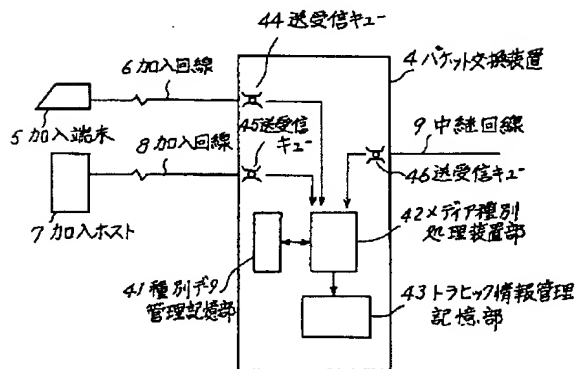 44 送受信キュー
6 加入回線
4 パケット交換装置
5 加入端末
8 加入回線
45 送受信
キュー
9 中継回線
46 送受信キュー
7 加入ホスト
42 メディア種別
処理装置部
41 種別データ
管理記憶部
43 トラヒック情報管理
記憶部